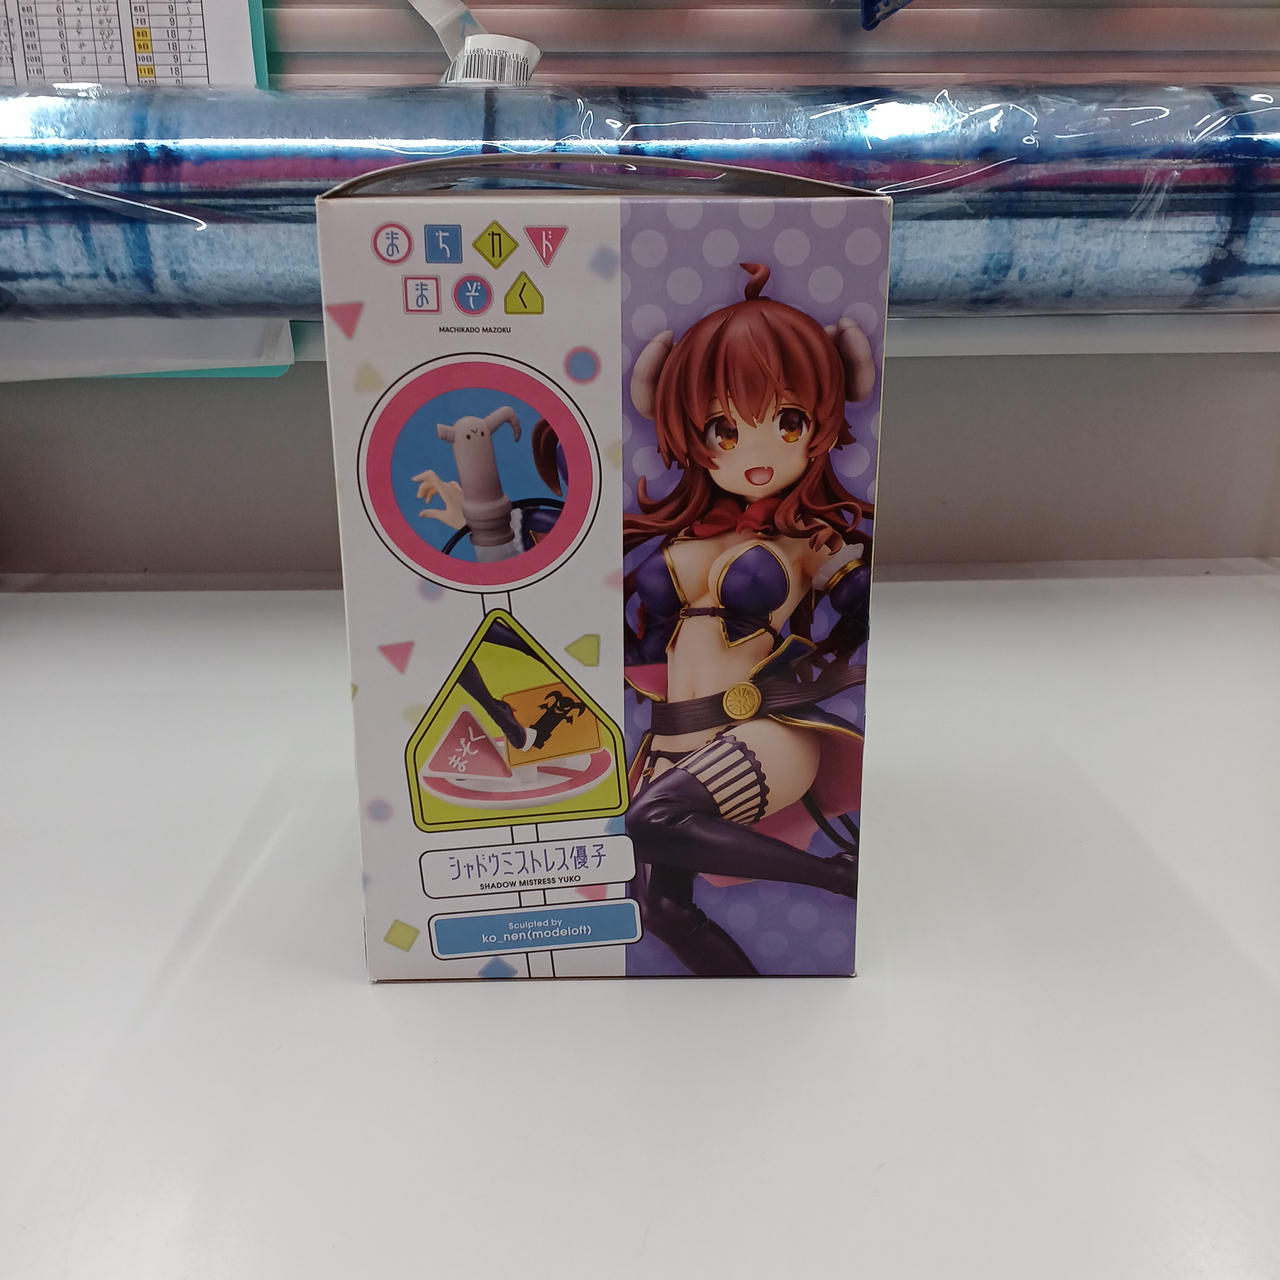 まちカド
まぞく
MACHIKADO MAZOKU
まぞく
シャドウミストレス優子
SHADOW MISTRESS YUKO
Sculpted by
ko_nen(modeloft)